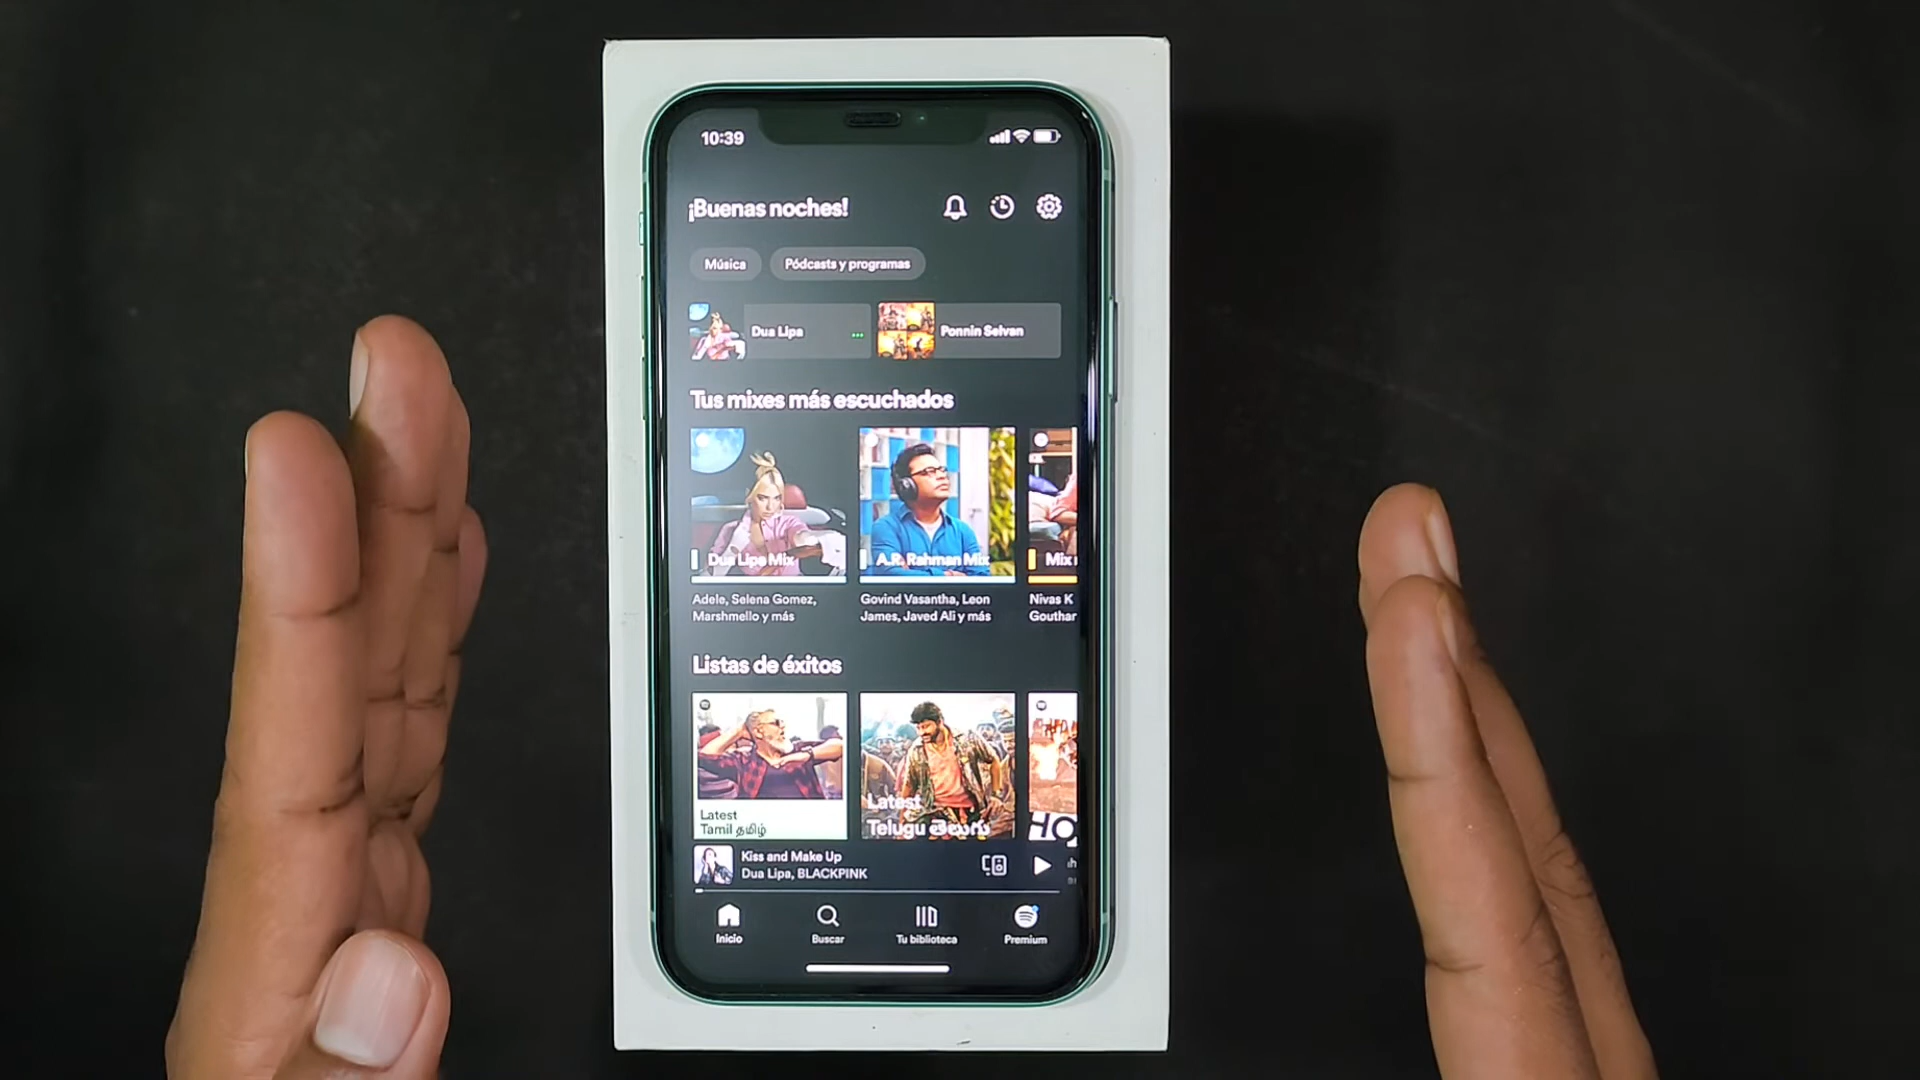 10:39
¡Buenas noches!
Música
Pódcasts y programas
Dua Lipa
Ponnin Selvan
Tus mixes más escuchados
Dua Lipa Mix
A.R. Rahman Mix
Mix
Adele, Selena Gomez,
Marshmello y más
Govind Vasantha, Leon
James, Javed Ali y más
Nivas K
Gouthar
Listas de éxitos
Latest
Tamil தமிழ்
Latest
Telugu తెలుగు
HO
Kiss and Make Up
Dua Lipa, BLACKPINK
Inicio
Buscar
Tu biblioteca
Premium